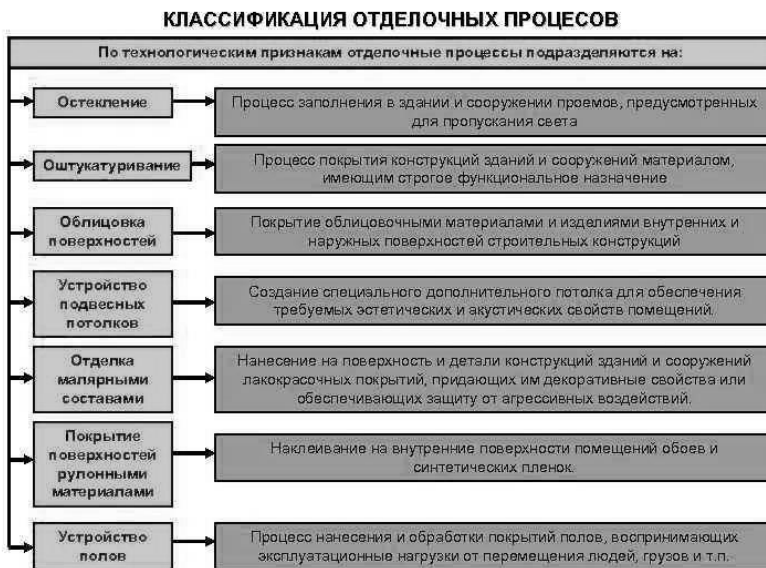 КЛАССИФИКАЦИЯ ОТДЕЛОЧНЫХ ПРОЦЕСОВ
По технологическим признакам отделочные процессы подразделяются на:
Остекление
Процесс заполнения в здании и сооружении проемов, предусмотренных
для пропускания света
Оштукатуривание
Процесс покрытия конструкций зданий и сооружений материалом,
имеющим строгое функциональное назначение
Облицовка
поверхностей
Покрытие облицовочными материалами и изделиями внутренних и
наружных поверхностей строительных конструкций
Устройство
подвесных
потолков
Создание специального дополнительного потолка для обеспечения
требуемых эстетических и акустических свойств помещений.
Отделка
малярными
составами
Нанесение на поверхность и детали конструкций зданий и сооружений
лакокрасочных покрытий, придающих им декоративные свойства или
обеспечивающих защиту от агрессивных воздействий.
Покрытие
поверхностей
рулонными
материалами
Наклеивание на внутренние поверхности помещений обоев и
синтетических пленок.
Устройство
полов
Процесс нанесения и обработки покрытий полов, воспринимающих
эксплуатационные нагрузки от перемещения людей, грузов и т.п.